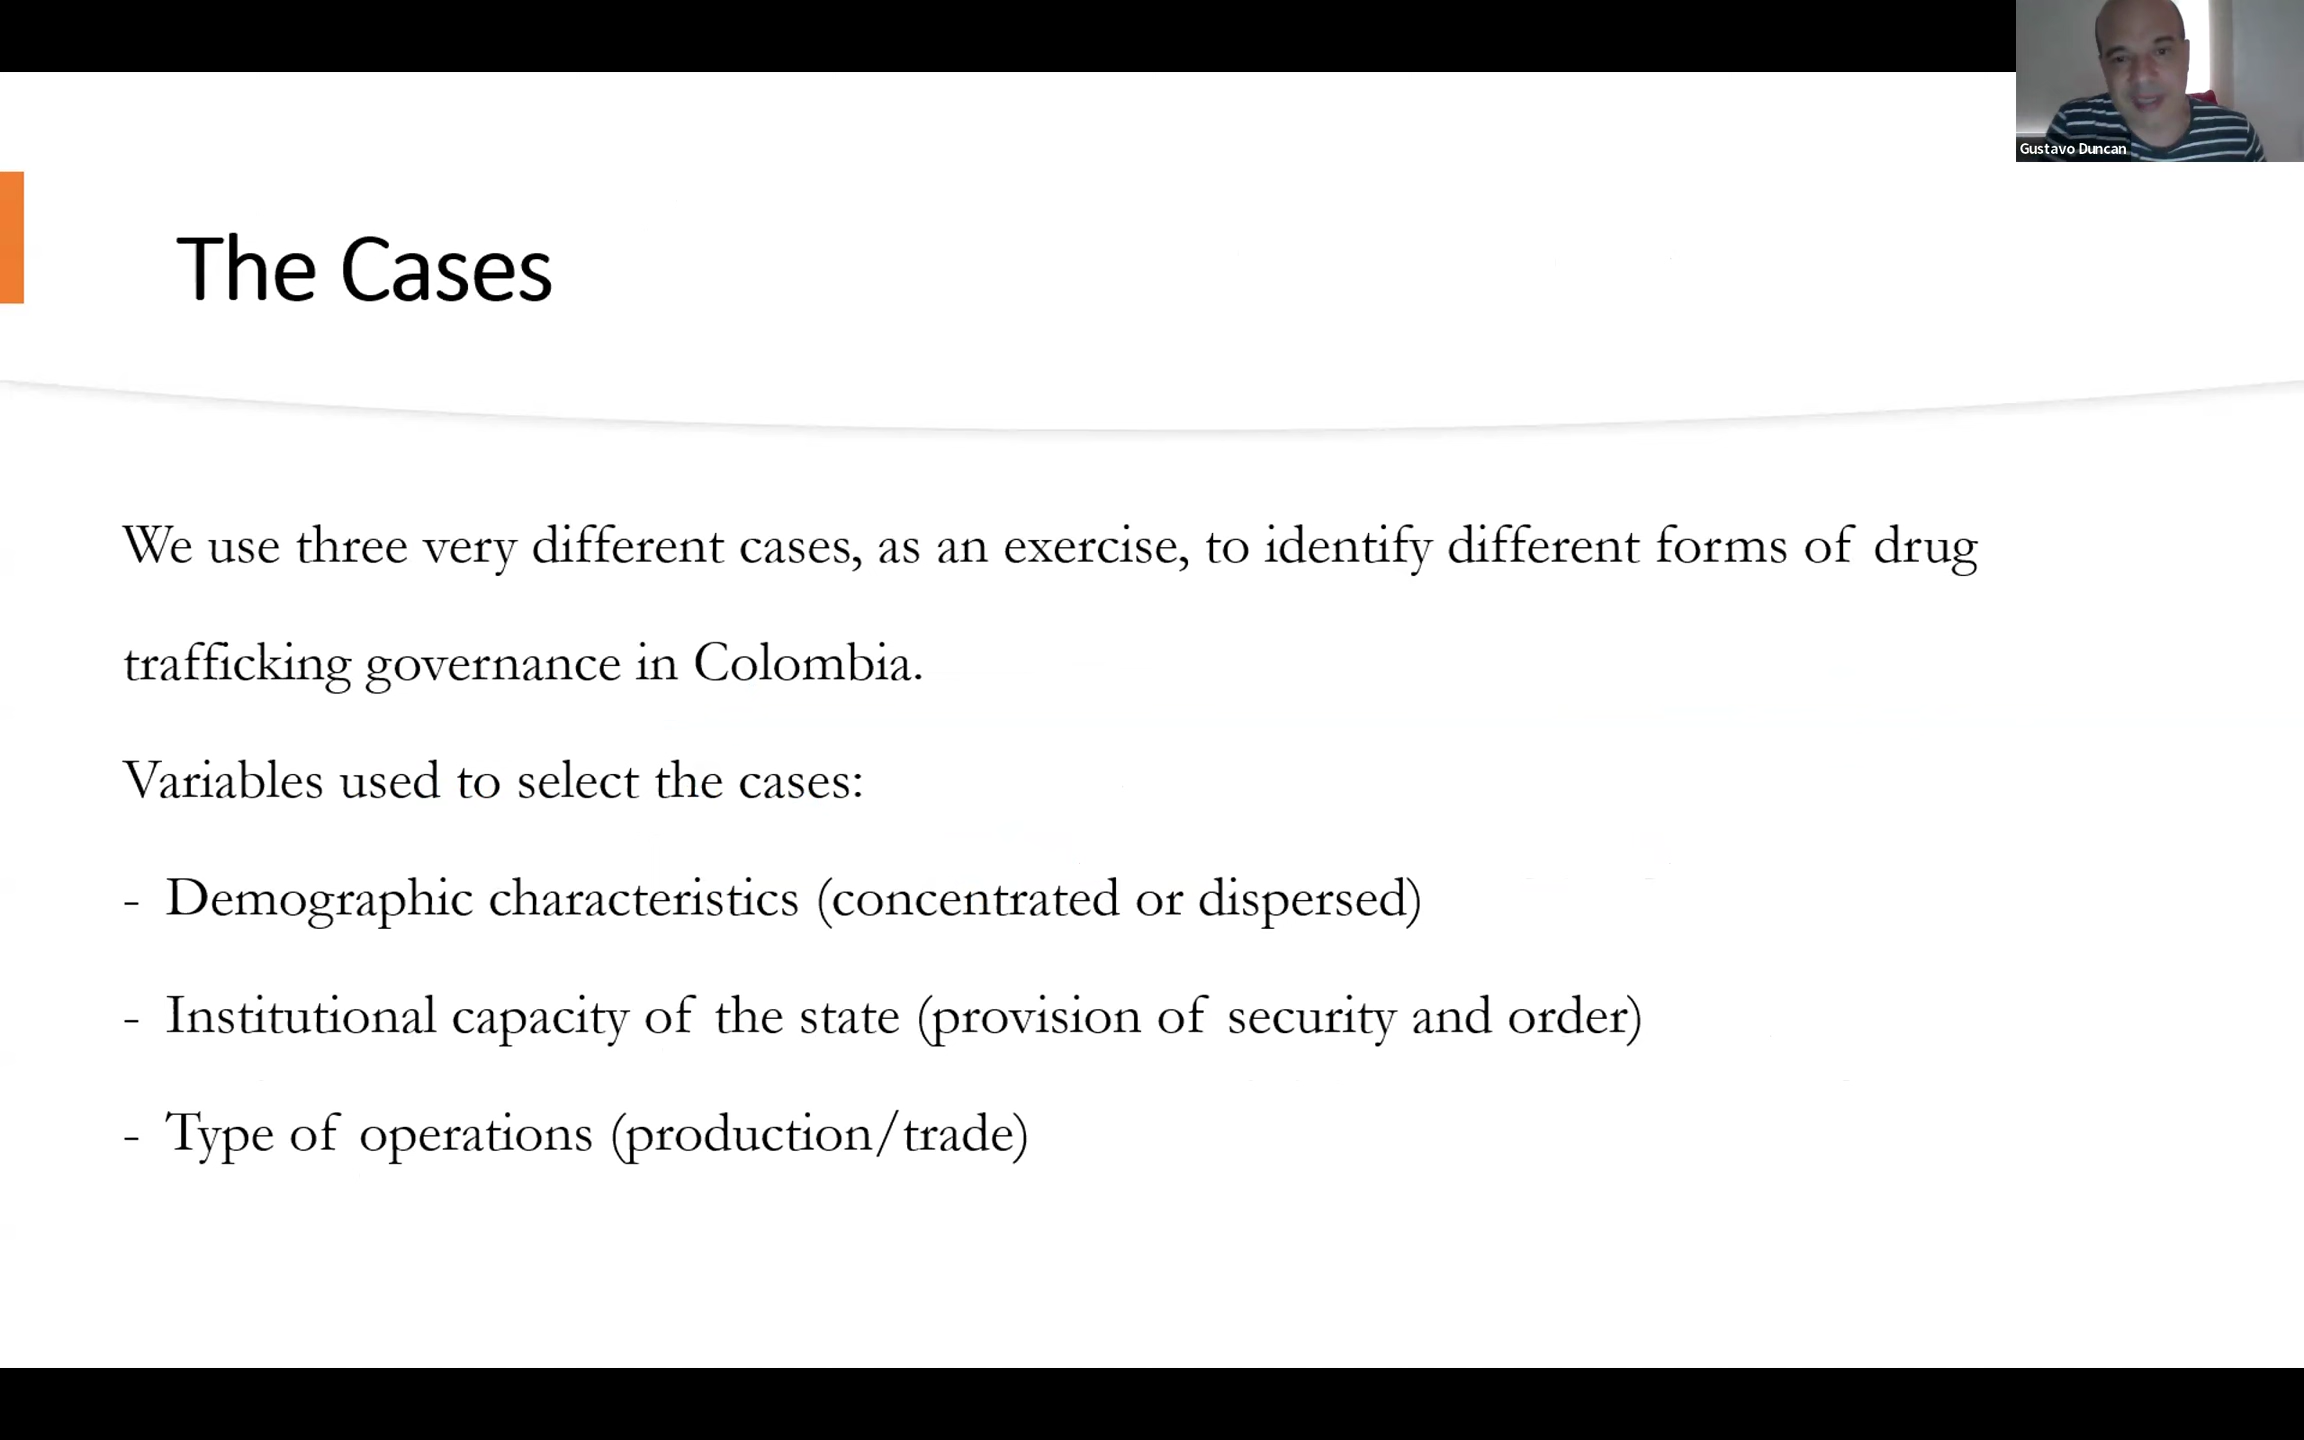 Gustavo Duncan
The Cases
We use three very different cases, as an exercise, to identify different forms of drug
trafficking governance in Colombia.
Variables used to select the cases:
- Demographic characteristics (concentrated or dispersed)
- Institutional capacity of the state (provision of security and order)
- Type of operations (production/trade)